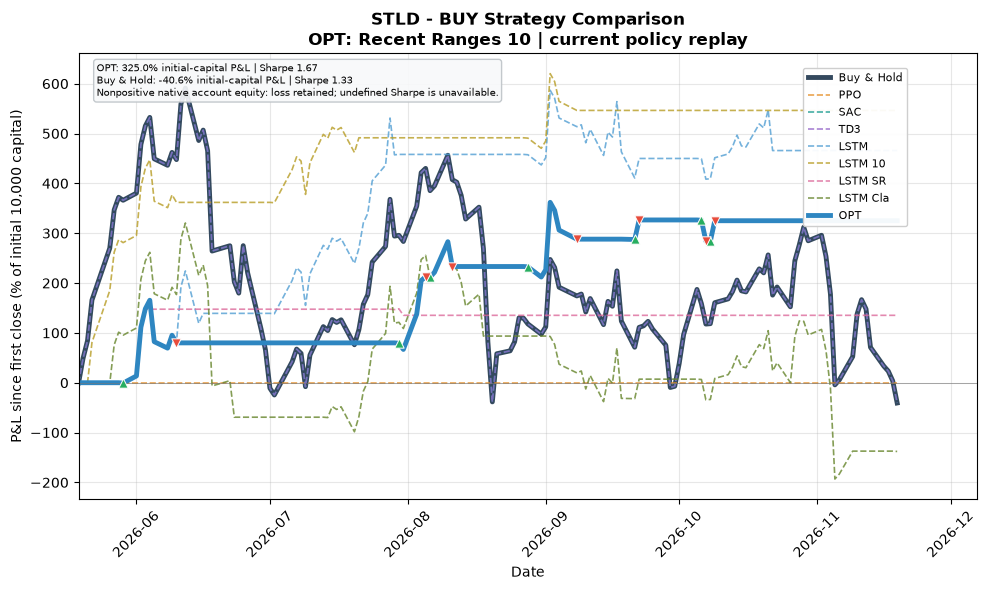 STLD - BUY Strategy Comparison
OPT: Recent Ranges 10 | current policy replay
OPT: 325.0% initial-capital P&L | Sharpe 1.67
Buy & Hold: -40.6% initial-capital P&L | Sharpe 1.33
Nonpositive native account equity: loss retained; undefined Sharpe is unavailable.
Buy & Hold
PPO
SAC
TD3
LSTM
LSTM 10
LSTM SR
LSTM Cla
OPT
P&L since first close (% of initial 10,000 capital)
600
500
400
300
200
100
0
−100
−200
2026-06
2026-07
2026-08
2026-09
2026-10
2026-11
2026-12
Date